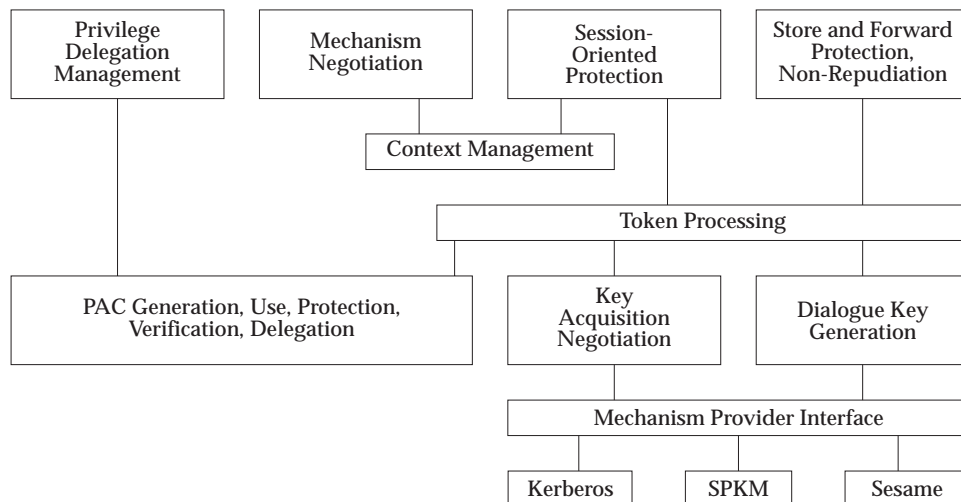 Privilege
Delegation
Management
Mechanism
Negotiation
Session-
Oriented
Protection
Store and Forward
Protection,
Non-Repudiation
Context Management
Token Processing
PAC Generation, Use, Protection,
Verification, Delegation
Key
Acquisition
Negotiation
Dialogue Key
Generation
Mechanism Provider Interface
Kerberos
SPKM
Sesame